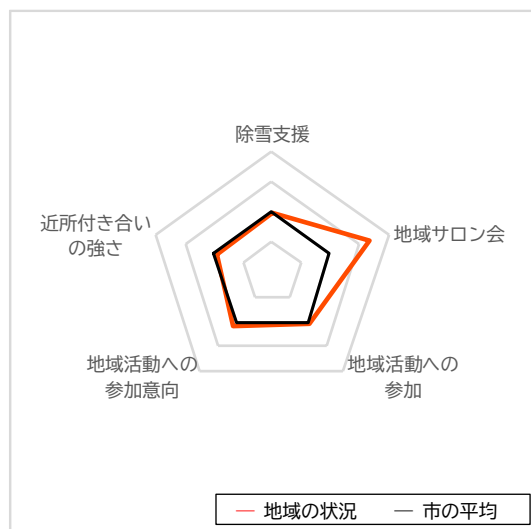 除雪支援
近所付き合い
の強さ
地域サロン会
地域活動への
参加意向
地域活動への
参加
地域の状況
市の平均